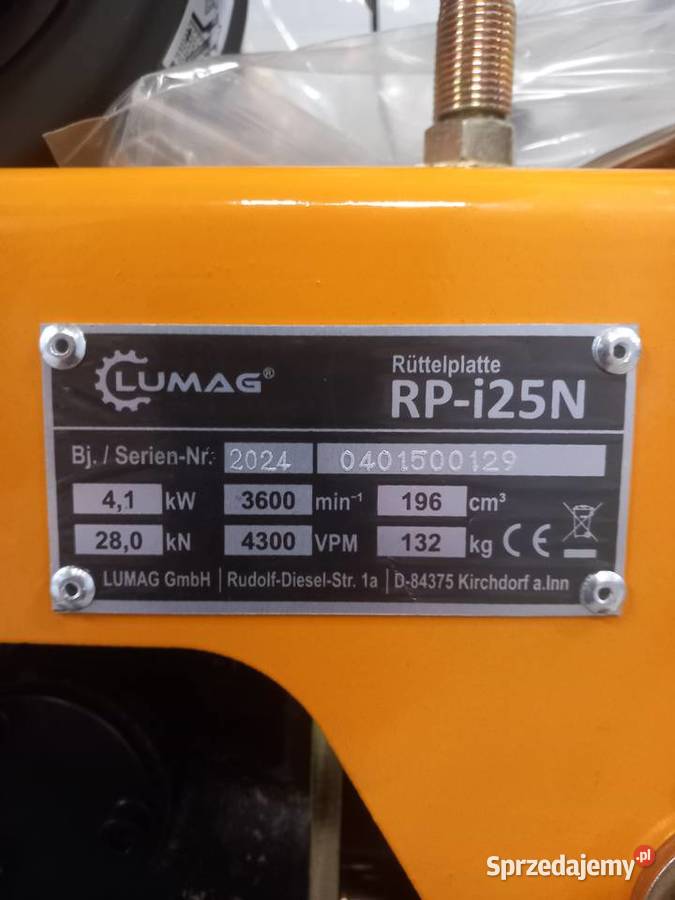 LUMAG®
Rüttelplatte
RP-i25N
Bj. / Serien-Nr. 2024 0401500129
4,1 kW 3600 min⁻¹ 196 cm³
28,0 kN 4300 VPM 132 kg CE
LUMAG GmbH | Rudolf-Diesel-Str. 1a | D-84375 Kirchdorf a.Inn
Sprzedajemy.pl